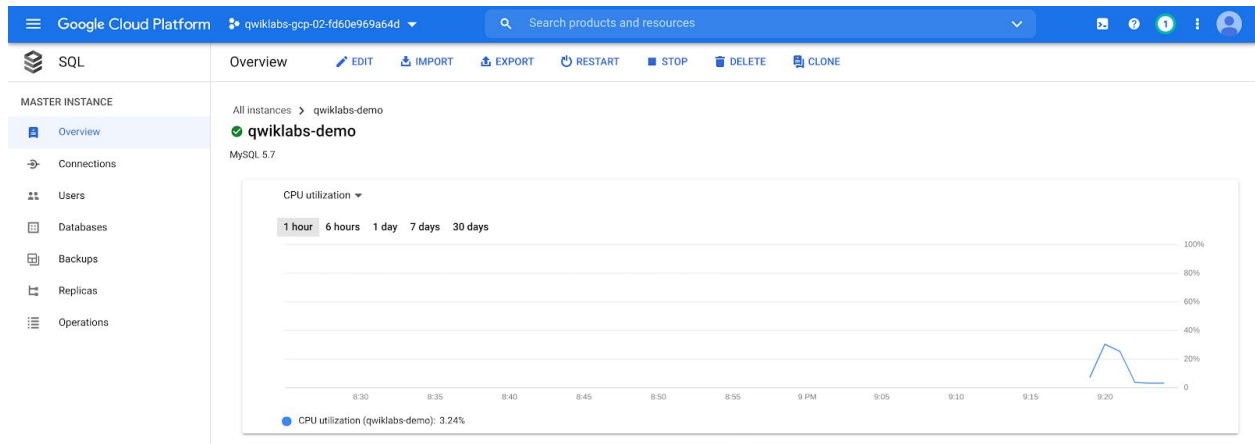 Google Cloud Platform qwiklabs-gcp-02-fd60e969a64d Search products and resources 1
SQL
Overview EDIT IMPORT EXPORT RESTART STOP DELETE CLONE
MASTER INSTANCE
Overview
Connections
Users
Databases
Backups
Replicas
Operations
All instances > qwiklabs-demo
qwiklabs-demo
MySQL 5.7
CPU utilization
1 hour 6 hours 1 day 7 days 30 days
100%
80%
60%
40%
20%
0
8:30 8:35 8:40 8:45 8:50 8:55 9 PM 9:05 9:10 9:15 9:20
CPU utilization (qwiklabs-demo): 3.24%